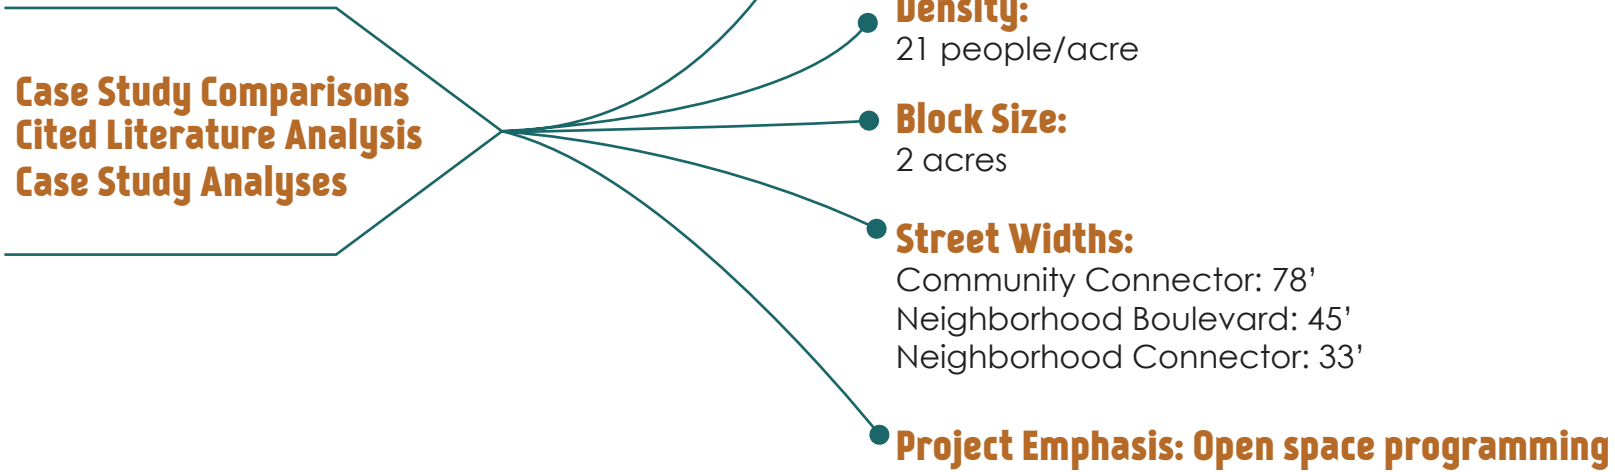 Case Study Comparisons
Cited Literature Analysis
Case Study Analyses
Density:
21 people/acre
Block Size:
2 acres
Street Widths:
Community Connector: 78’
Neighborhood Boulevard: 45’
Neighborhood Connector: 33’
Project Emphasis: Open space programming